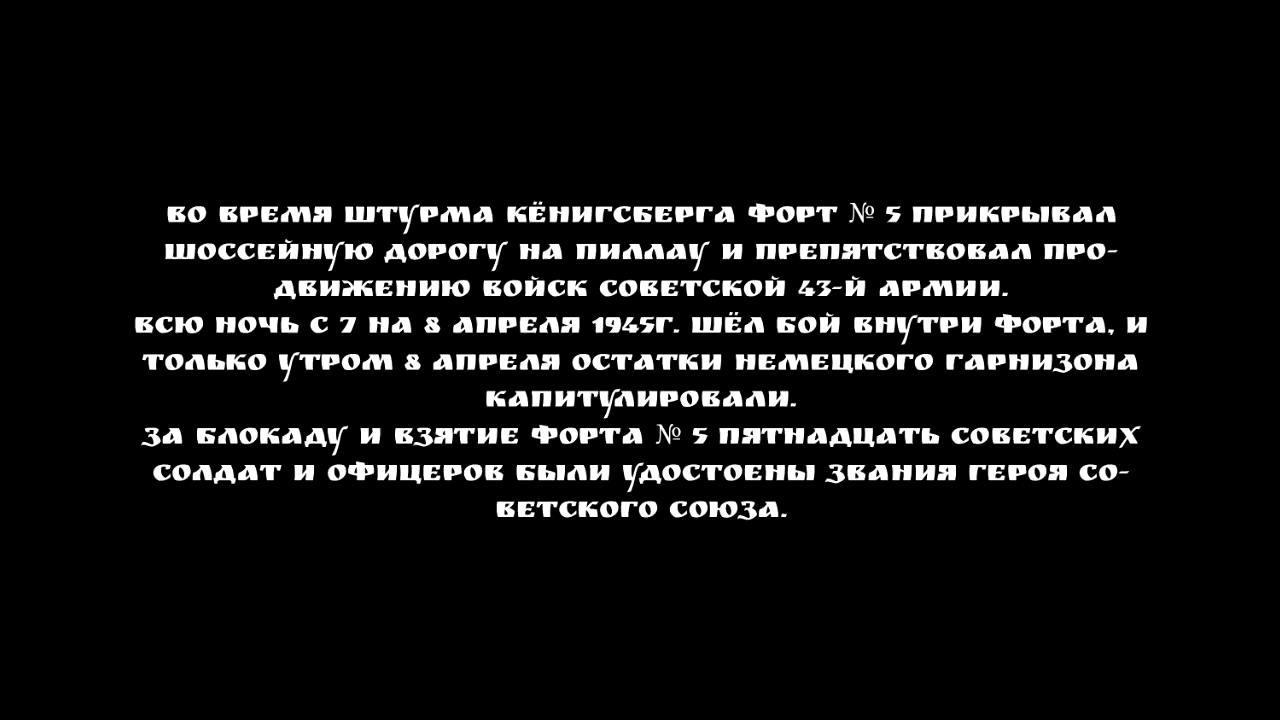 во время штурма Кёнигсберга форт № 5 прикрывал
шоссейную дорогу на Пиллау и препятствовал про-
движению войск советской 43-й армии.
Всю ночь с 7 на 8 апреля 1945г. шёл бой внутри форта, и
только утром 8 апреля остатки немецкого гарнизона
капитулировали.
За блокаду и взятие форта № 5 пятнадцать советских
солдат и офицеров были удостоены звания Героя Со-
ветского Союза.